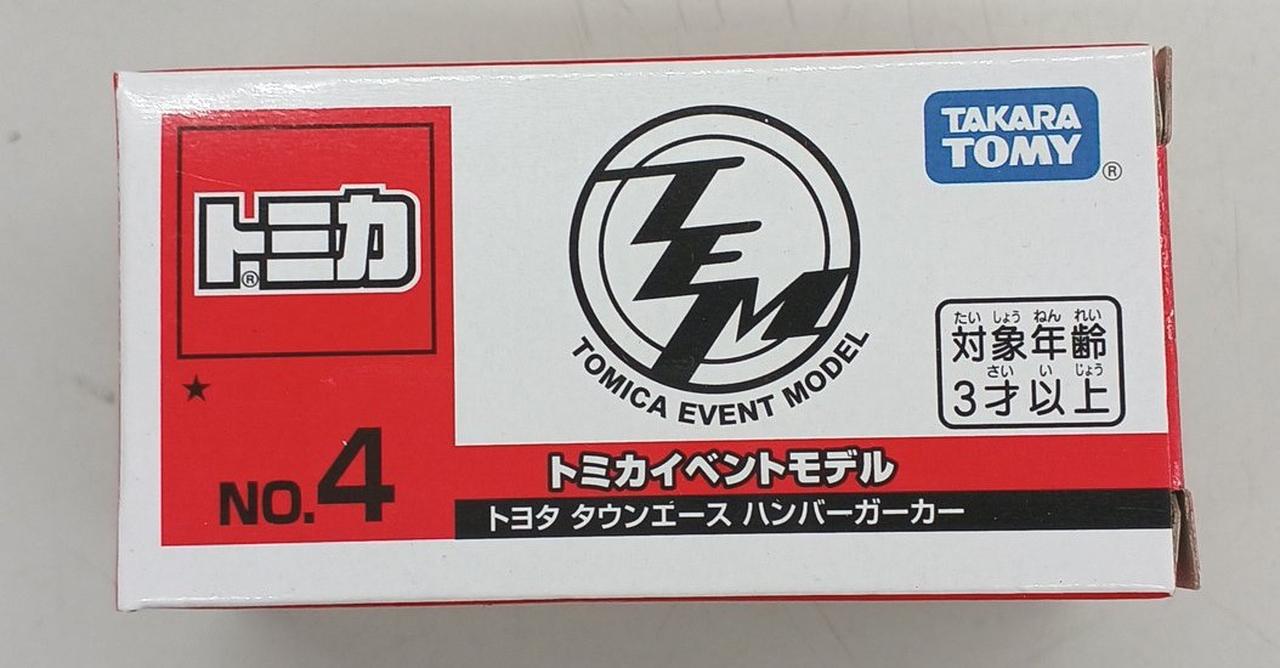 トミカ®
★
NO.4
TEM
TOMICA EVENT MODEL
TAKARA
TOMY®
たい しょう ねん れい
対象年齢
さい い じょう
3才以上
トミカイベントモデル
トヨタ タウンエース ハンバーガーカー